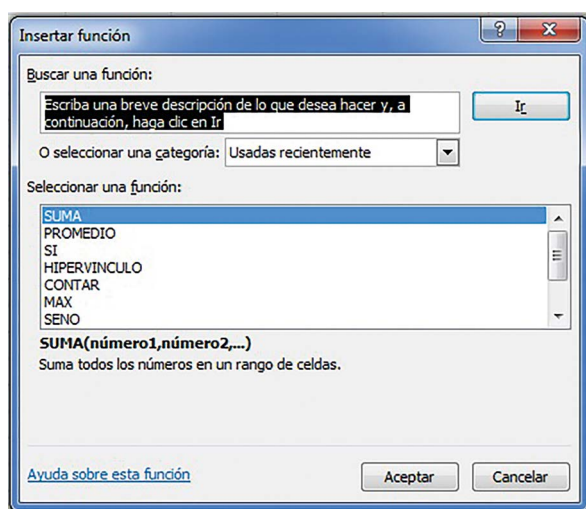 Insertar función
Buscar una función:
Escriba una breve descripción de lo que desea hacer y, a
continuación, haga clic en Ir
Ir
O seleccionar una categoría: Usadas recientemente
Seleccionar una función:
SUMA
PROMEDIO
SI
HIPERVINCULO
CONTAR
MAX
SENO
SUMA(número1,número2,...)
Suma todos los números en un rango de celdas.
Ayuda sobre esta función
Aceptar
Cancelar